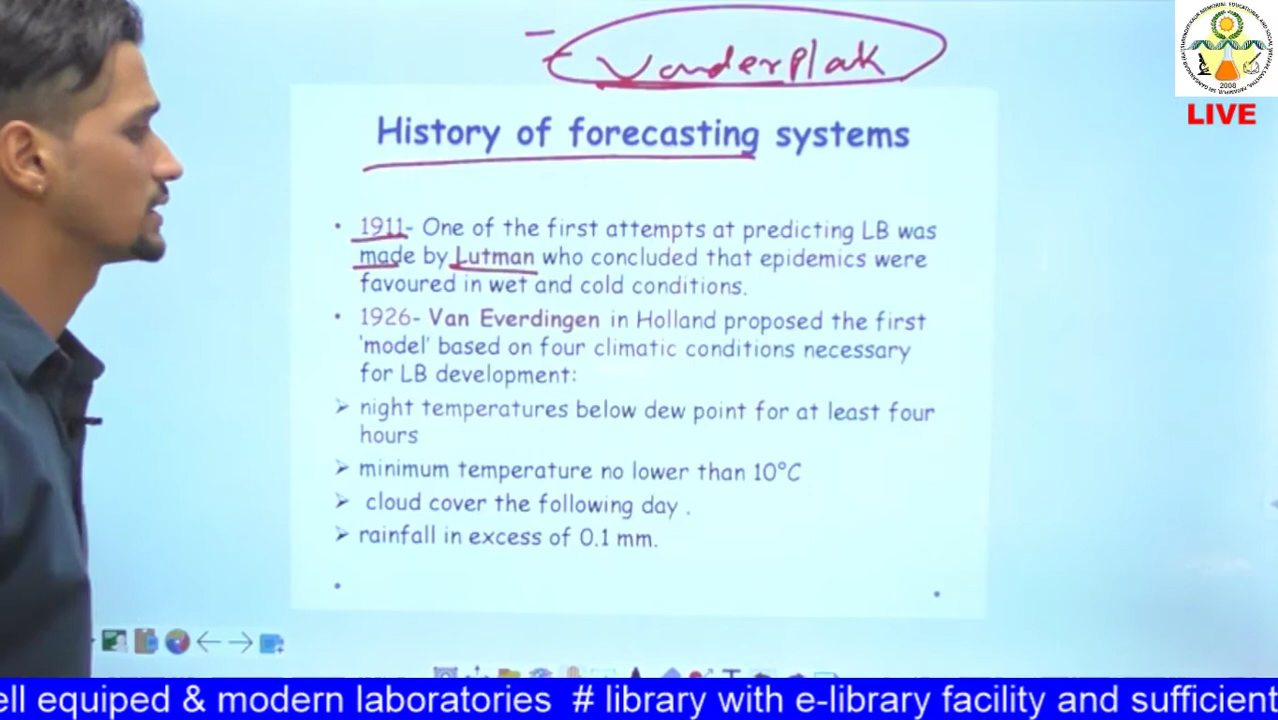 Vanderplak
LIVE
2008
History of forecasting systems
• 1911- One of the first attempts at predicting LB was
made by Lutman who concluded that epidemics were
favoured in wet and cold conditions.
• 1926- Van Everdingen in Holland proposed the first
'model' based on four climatic conditions necessary
for LB development:
➢ night temperatures below dew point for at least four
hours
➢ minimum temperature no lower than 10°C
➢ cloud cover the following day .
➢ rainfall in excess of 0.1 mm.
ell equiped & modern laboratories # library with e-library facility and sufficient